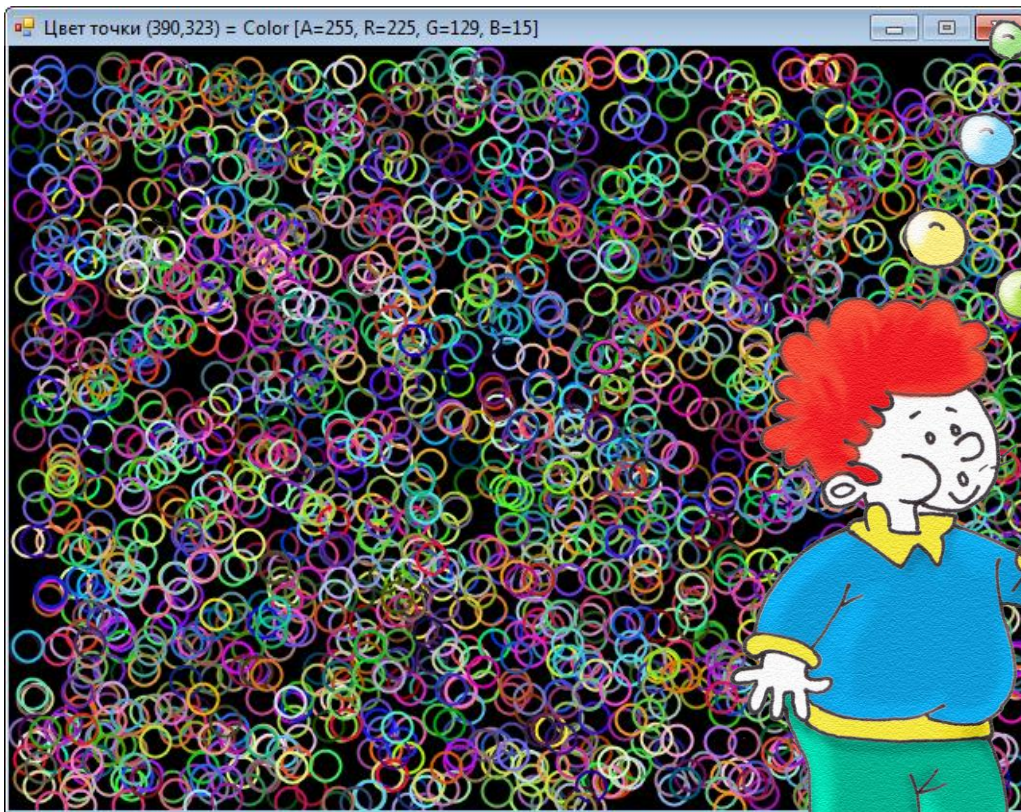 Цвет точки (390,323) = Color [A=255, R=225, G=129, B=15]